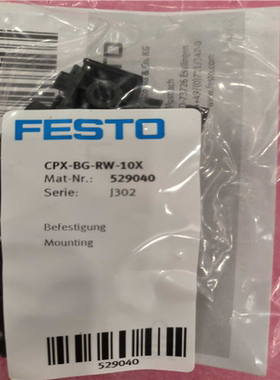 FESTO
CPX-BG-RW-10X
Mat-Nr.: 529040
Serie: J302
Befestigung
Mounting
529040